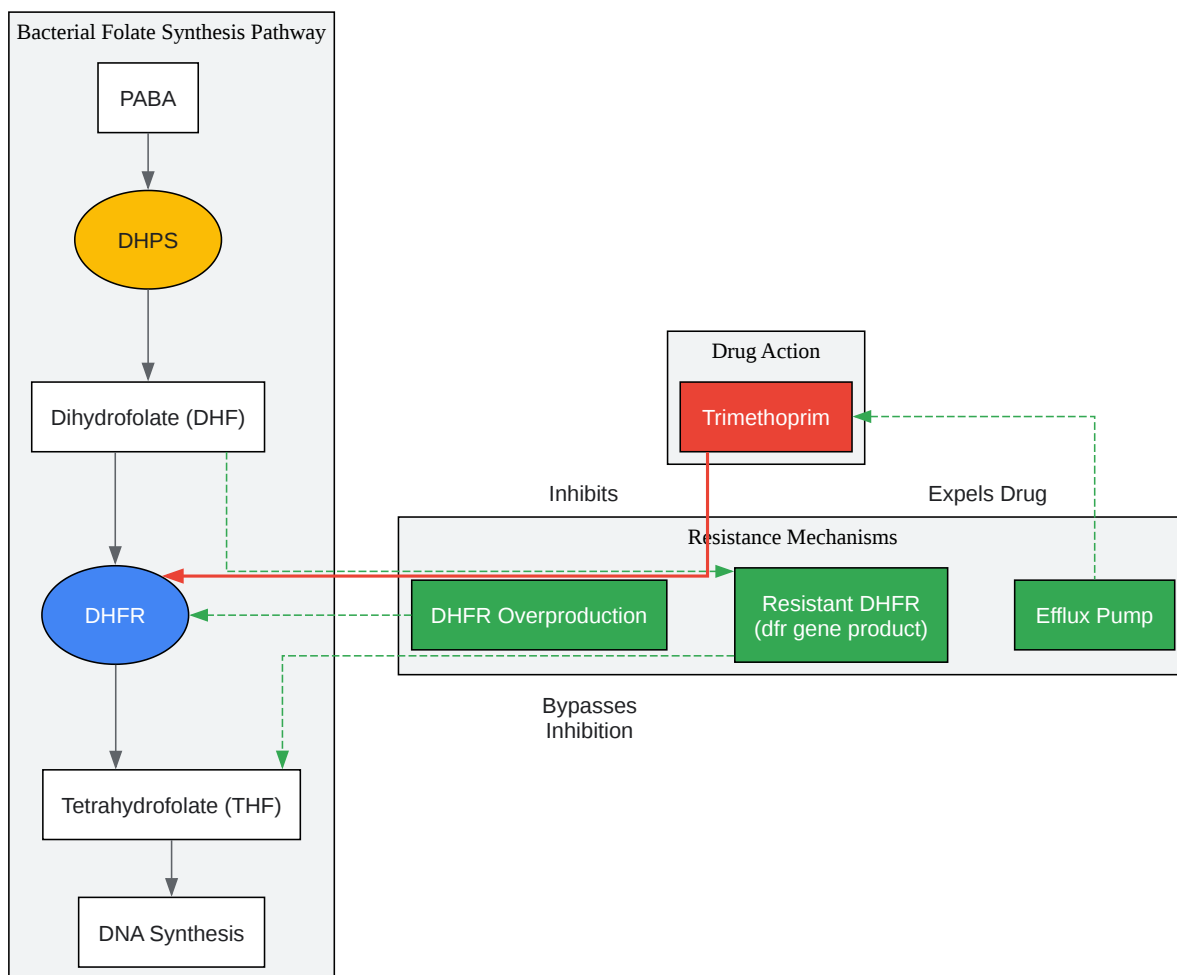 Bacterial Folate Synthesis Pathway
PABA
DHPS
Dihydrofolate (DHF)
DHFR
Tetrahydrofolate (THF)
DNA Synthesis
Drug Action
Trimethoprim
Inhibits
Expels Drug
Resistance Mechanisms
DHFR Overproduction
Resistant DHFR
(dfr gene product)
Efflux Pump
Bypasses
Inhibition